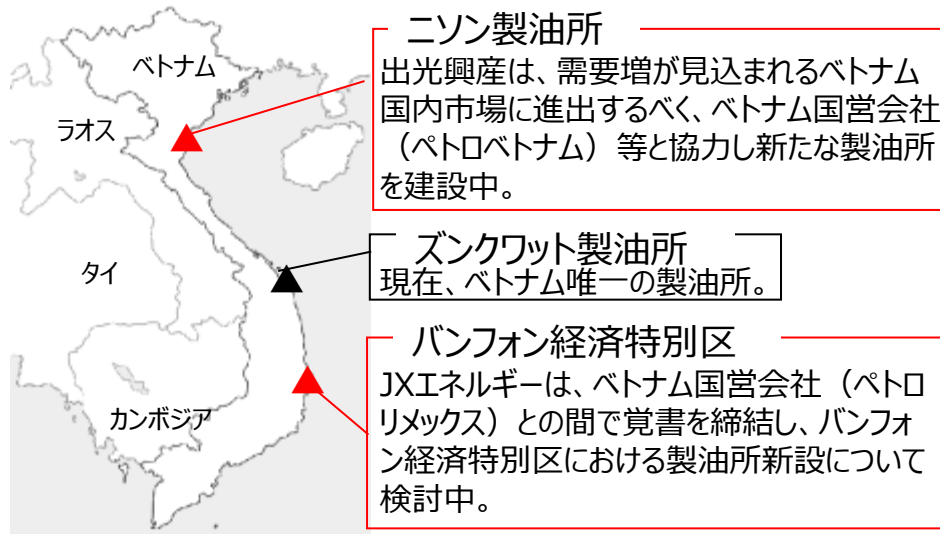 ベトナム
ラオス
タイ
カンボジア
ニソン製油所
出光興産は、需要増が見込まれるベトナム
国内市場に進出するべく、ベトナム国営会社
（ペトロベトナム）等と協力し新たな製油所
を建設中。
ズンクワット製油所
現在、ベトナム唯一の製油所。
バンフォン経済特別区
JXエネルギーは、ベトナム国営会社（ペトロ
リメックス）との間で覚書を締結し、バンフォ
ン経済特別区における製油所新設について
検討中。